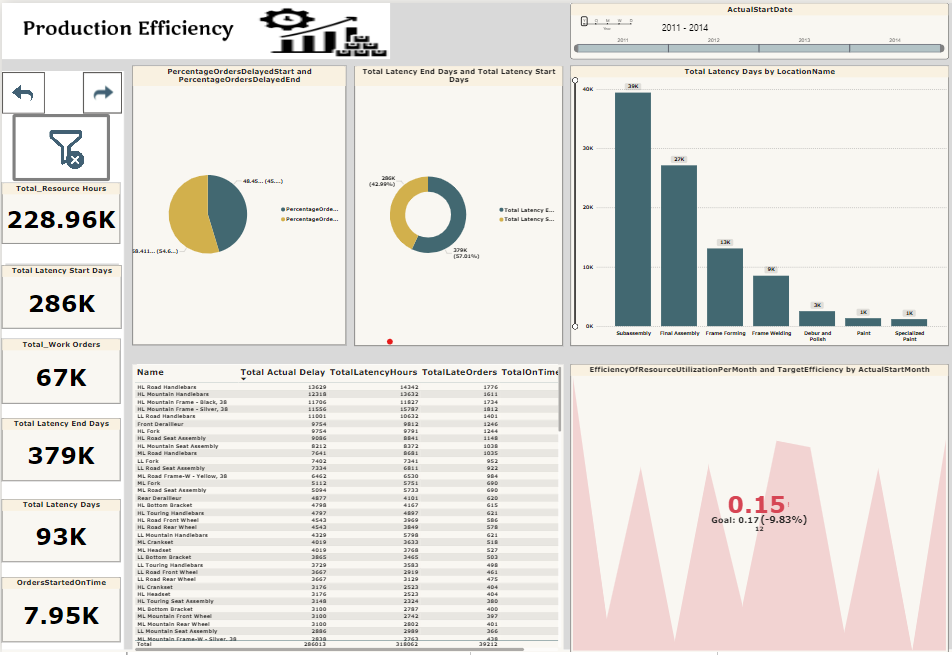 Production Efficiency
ActualStartDate
Y Q M W D
Year
2011 - 2014
2011 2012 2013 2014
Total_Resource Hours
228.96K
Total Latency Start Days
286K
Total_Work Orders
67K
Total Latency End Days
379K
Total Latency Days
93K
OrdersStartedOnTime
7.95K
PercentageOrdersDelayedStart and
PercentageOrdersDelayedEnd
48.45... (45....)
58.411... (54.6...)
PercentageOrde...
PercentageOrde...
Total Latency End Days and Total Latency Start
Days
286K
(42.99%)
379K
(57.01%)
Total Latency E...
Total Latency S...
Total Latency Days by LocationName
40K
30K
20K
10K
0K
39K
27K
13K
9K
3K
1K
1K
Subassembly Final Assembly Frame Forming Frame Welding Debur and Polish Paint Specialized Paint
Name Total Actual Delay TotalLatencyHours TotalLateOrders TotalOnTime
HL Road Handlebars 13629 14342 1776
HL Mountain Handlebars 12318 13632 1611
HL Mountain Frame - Black, 38 11706 11827 1734
HL Mountain Frame - Silver, 38 11556 15787 1812
LL Road Handlebars 11001 10632 1401
Front Derailleur 9754 9812 1246
HL Fork 9754 9791 1244
HL Road Seat Assembly 9086 8841 1148
HL Mountain Seat Assembly 8212 8372 1038
ML Road Handlebars 7641 8681 1035
LL Fork 7402 7341 952
LL Road Seat Assembly 7334 6811 922
ML Road Frame-W - Yellow, 38 6462 6530 984
ML Fork 5112 5751 690
ML Road Seat Assembly 5094 5733 690
Rear Derailleur 4877 4101 620
HL Bottom Bracket 4798 4167 615
HL Touring Handlebars 4797 4897 621
HL Road Front Wheel 4543 3969 586
HL Road Rear Wheel 4543 3849 578
LL Mountain Handlebars 4329 5798 621
ML Crankset 4019 3633 518
ML Headset 4019 3768 527
LL Bottom Bracket 3865 3465 503
LL Touring Handlebars 3729 3583 498
LL Road Front Wheel 3667 2919 461
LL Road Rear Wheel 3667 3129 475
HL Crankset 3176 2523 404
HL Headset 3176 2523 404
HL Touring Seat Assembly 3148 2324 380
ML Bottom Bracket 3100 2787 400
ML Mountain Front Wheel 3100 2742 397
ML Mountain Rear Wheel 3100 2802 401
LL Mountain Seat Assembly 2886 2989 366
ML Mountain Frame-W - Silver, 38 2838 3763 438
Total 286013 318062 39212
EfficiencyOfResourceUtilizationPerMonth and TargetEfficiency by ActualStartMonth
0.15!
Goal: 0.17 (-9.83%)
12